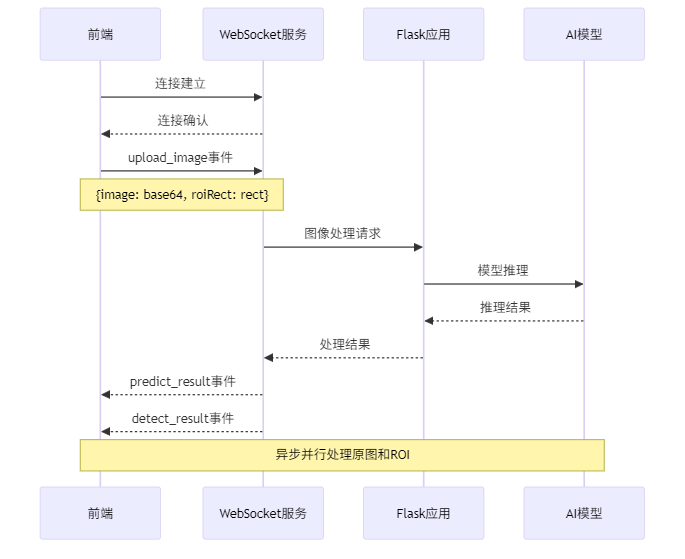 前端
WebSocket服务
Flask应用
AI模型
连接建立
连接确认
upload_image事件
{image: base64, roiRect: rect}
图像处理请求
模型推理
推理结果
处理结果
predict_result事件
detect_result事件
异步并行处理原图和ROI
前端
WebSocket服务
Flask应用
AI模型